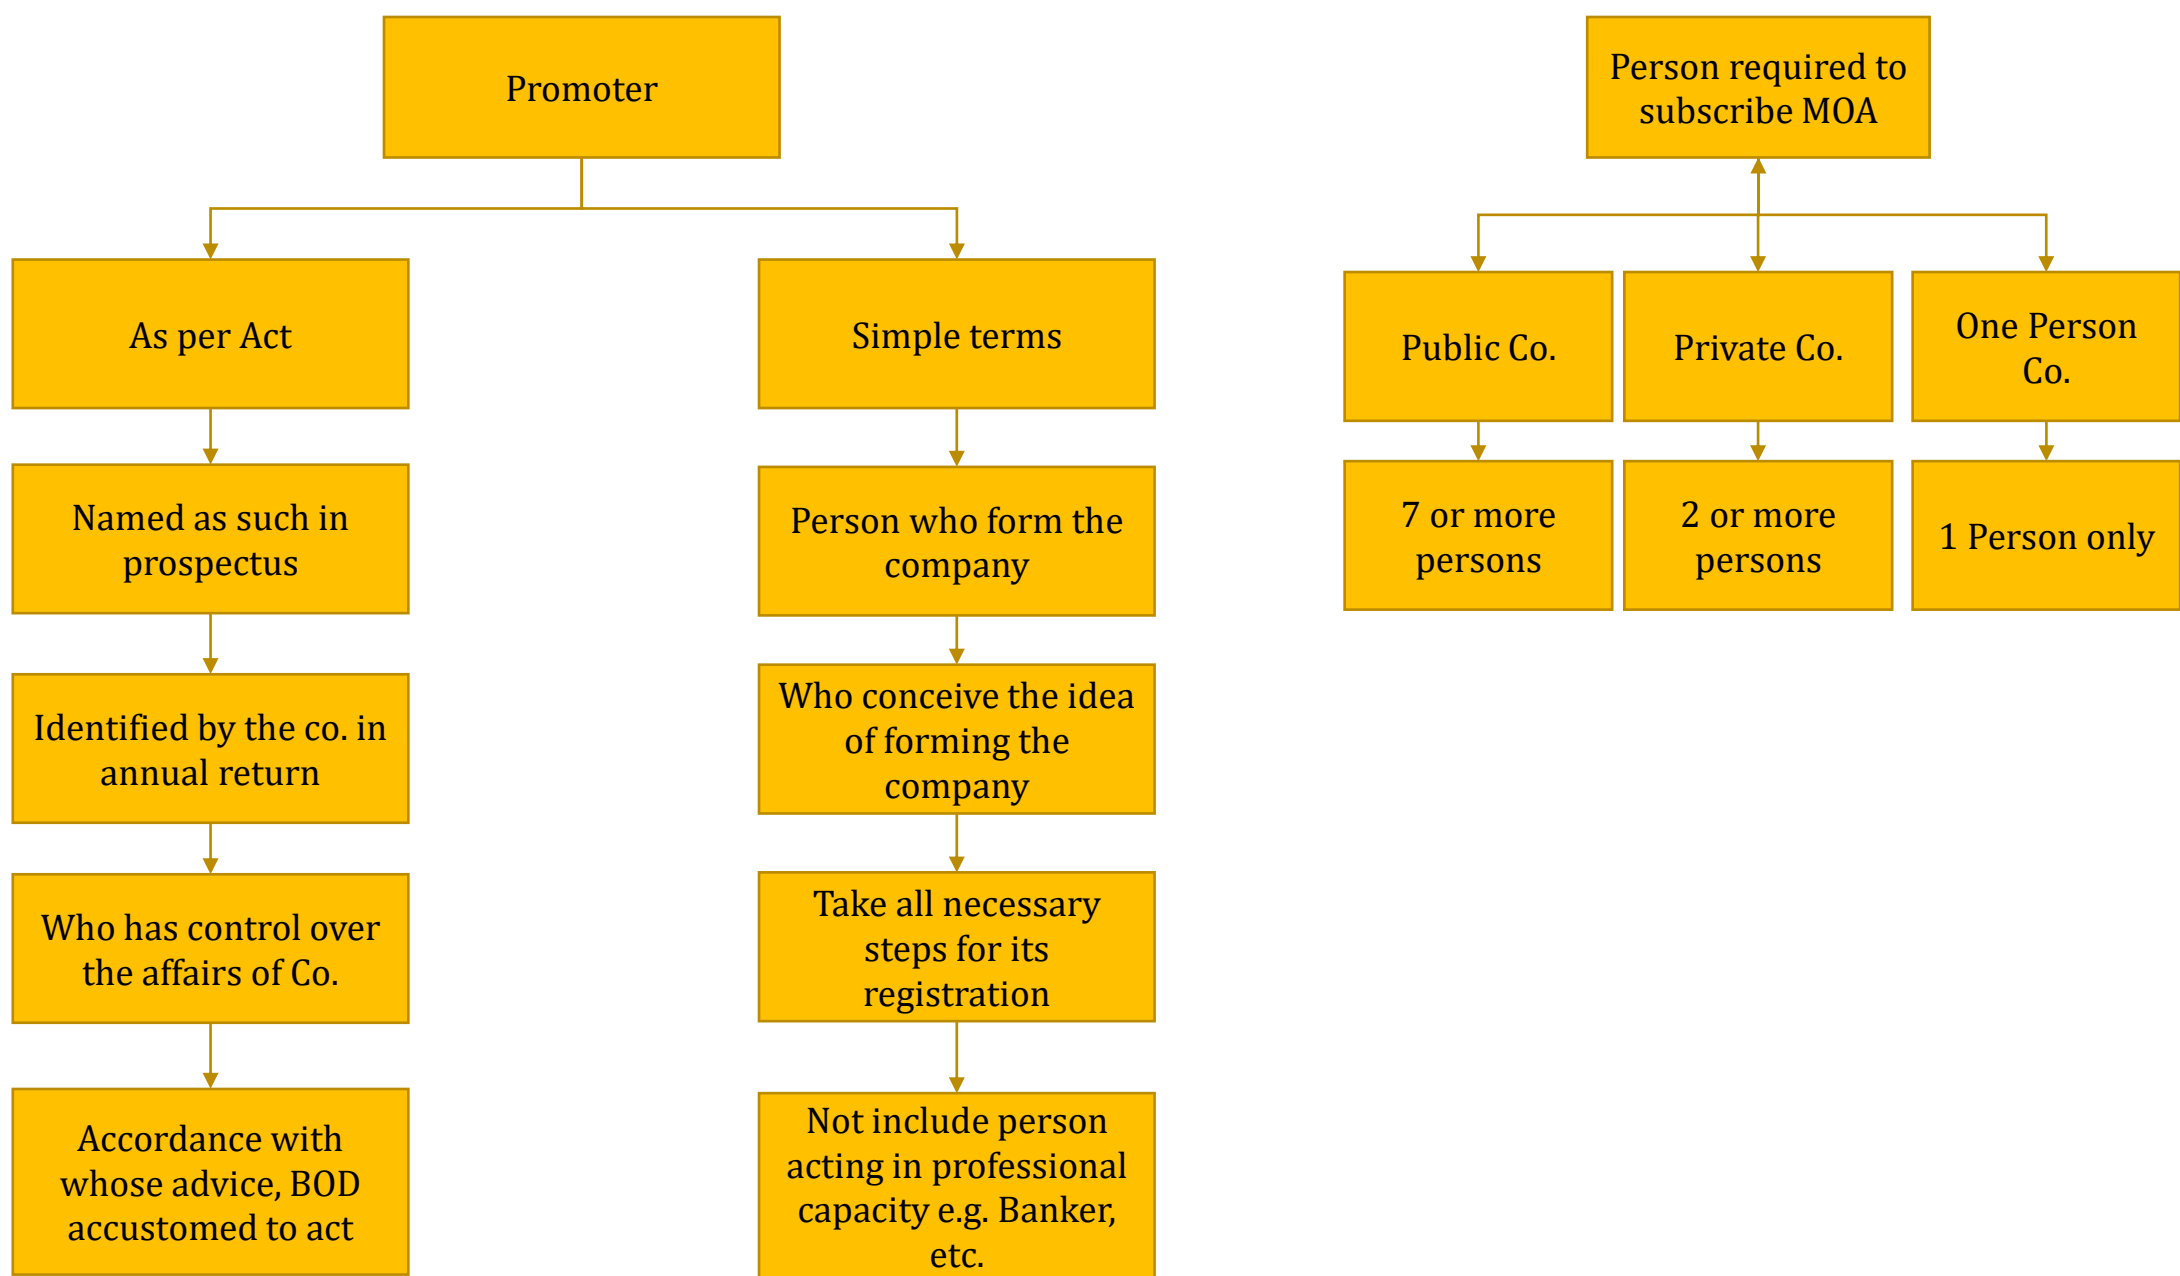 Promoter
As per Act
Named as such in
prospectus
Identified by the co. in
annual return
Who has control over
the affairs of Co.
Accordance with
whose advice, BOD
accustomed to act
Simple terms
Person who form the
company
Who conceive the idea
of forming the
company
Take all necessary
steps for its
registration
Not include person
acting in professional
capacity e.g. Banker,
etc.
Person required to
subscribe MOA
Public Co.
7 or more
persons
Private Co.
2 or more
persons
One Person
Co.
1 Person only